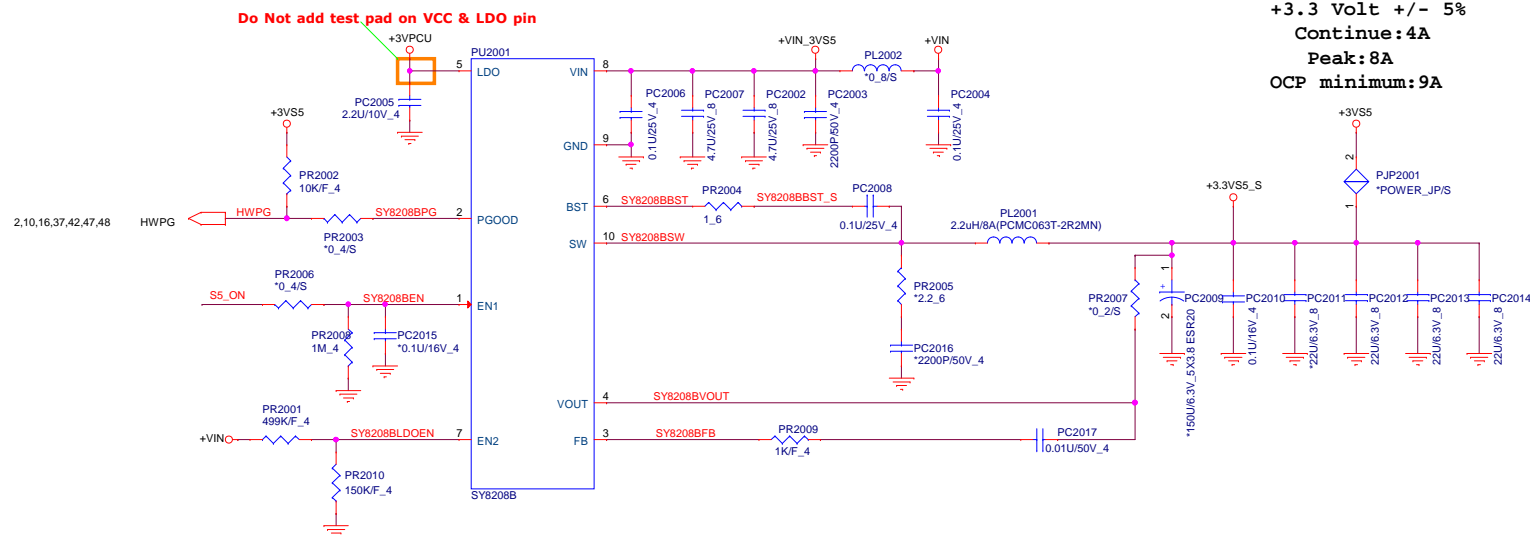 Do Not add test pad on VCC & LDO pin
+3.3 Volt +/- 5%
Continue:4A
Peak:8A
OCP minimum:9A
+3VPCU
PU2001
5
LDO
PC2005
2.2U/10V_4
+3VS5
PR2002
10K/F_4
2,10,16,37,42,47,48
HWPG
HWPG
SY8208BPG
2
PGOOD
PR2003
*0_4/S
PR2006
*0_4/S
S5_ON
SY8208BEN
1
EN1
PR2008
1M_4
PC2015
*0.1U/16V_4
PR2001
499K/F_4
+VIN
SY8208BLDOEN
7
EN2
PR2010
150K/F_4
SY8208B
VIN
8
+VIN_3VS5
PL2002
*0_8/S
+VIN
PC2006
0.1U/25V_4
PC2007
4.7U/25V_8
PC2002
4.7U/25V_8
PC2003
2200P/50V_4
PC2004
0.1U/25V_4
GND
9
BST
6
SY8208BBST
PR2004
1_6
SY8208BBST_S
PC2008
0.1U/25V_4
SW
10
SY8208BSW
PL2001
2.2uH/8A(PCMC063T-2R2MN)
PR2005
*2.2_6
PC2016
*2200P/50V_4
VOUT
4
SY8208BVOUT
FB
3
SY8208BFB
PR2009
1K/F_4
PC2017
0.01U/50V_4
PR2007
*0_2/S
+3.3VS5_S
+3VS5
2
PJP2001
*POWER_JP/S
1
1
+
PC2009
2
*150U/6.3V_5X3.8 ESR20
PC2010
0.1U/16V_4
PC2011
*22U/6.3V_8
PC2012
22U/6.3V_8
PC2013
22U/6.3V_8
PC2014
22U/6.3V_8